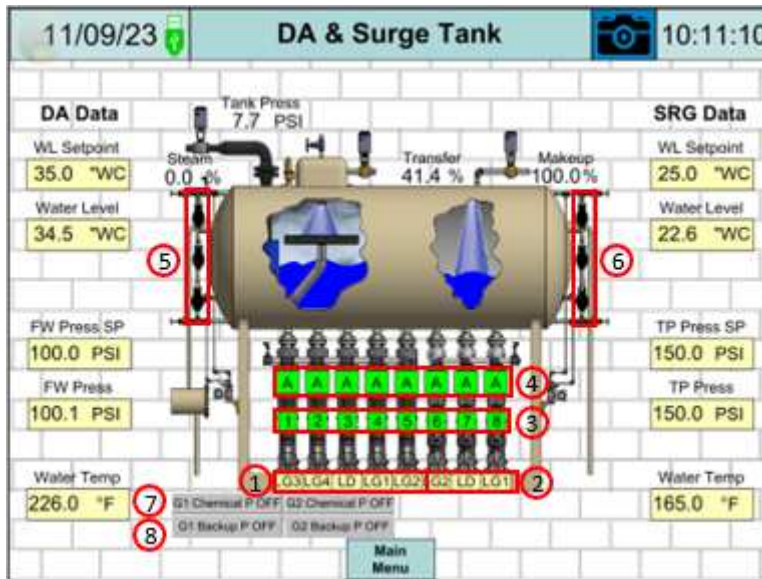 11/09/23 DA & Surge Tank 10:11:10
DA Data
Tank Press
7.7 PSI
SRG Data
WL Setpoint
35.0 "WC
Steam
0.0 %
Transfer
41.4 %
Makeup
100.0 %
WL Setpoint
25.0 "WC
Water Level
34.5 "WC
Water Level
22.6 "WC
5
6
FW Press SP
100.0 PSI
TP Press SP
150.0 PSI
A A A A A A A A 4
FW Press
100.1 PSI
TP Press
150.0 PSI
1 2 3 4 5 6 7 8 3
Water Temp
226.0 °F
1 LG3 LG4 LD LG1 LG2 G2 LD LG1 2
Water Temp
165.0 °F
7 G1 Chemical P OFF G2 Chemical P OFF
8 G1 Backup P OFF G2 Backup P OFF
Main
Menu